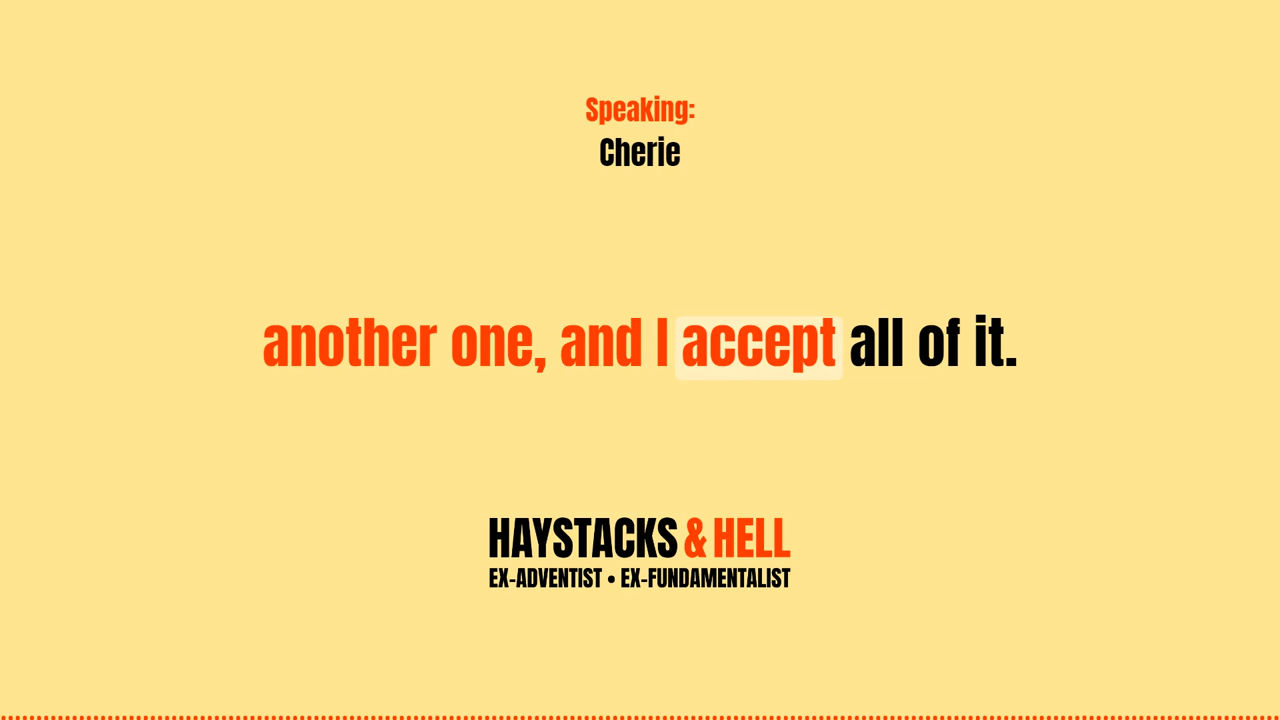 Speaking:
Cherie
another one, and I accept all of it.
HAYSTACKS & HELL
EX-ADVENTIST • EX-FUNDAMENTALIST